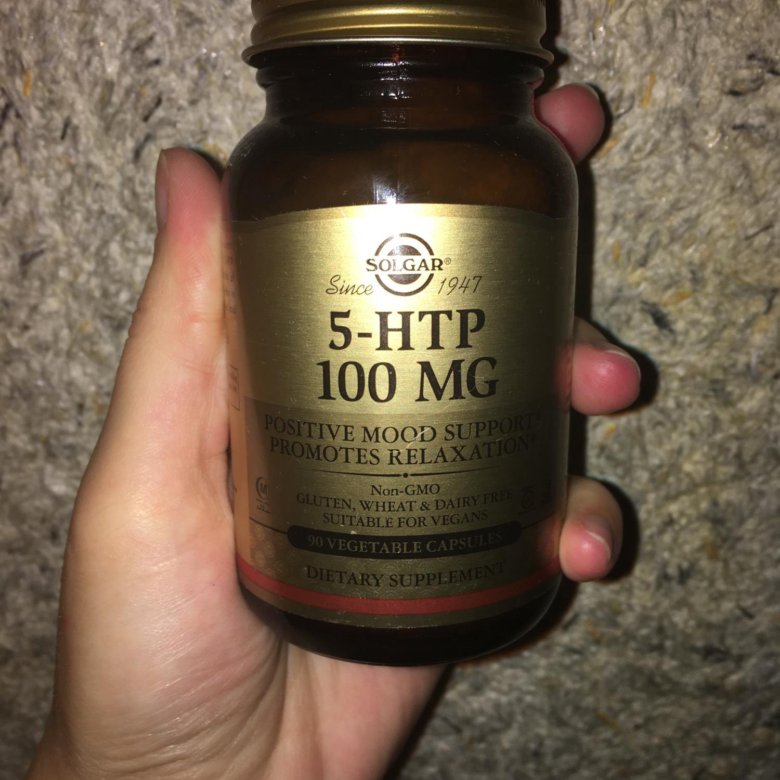 SOLGAR®
Since 1947
5-HTP
100 MG
POSITIVE MOOD SUPPORT*
PROMOTES RELAXATION*
Non-GMO
GLUTEN, WHEAT & DAIRY FREE
SUITABLE FOR VEGANS
90 VEGETABLE CAPSULES
DIETARY SUPPLEMENT